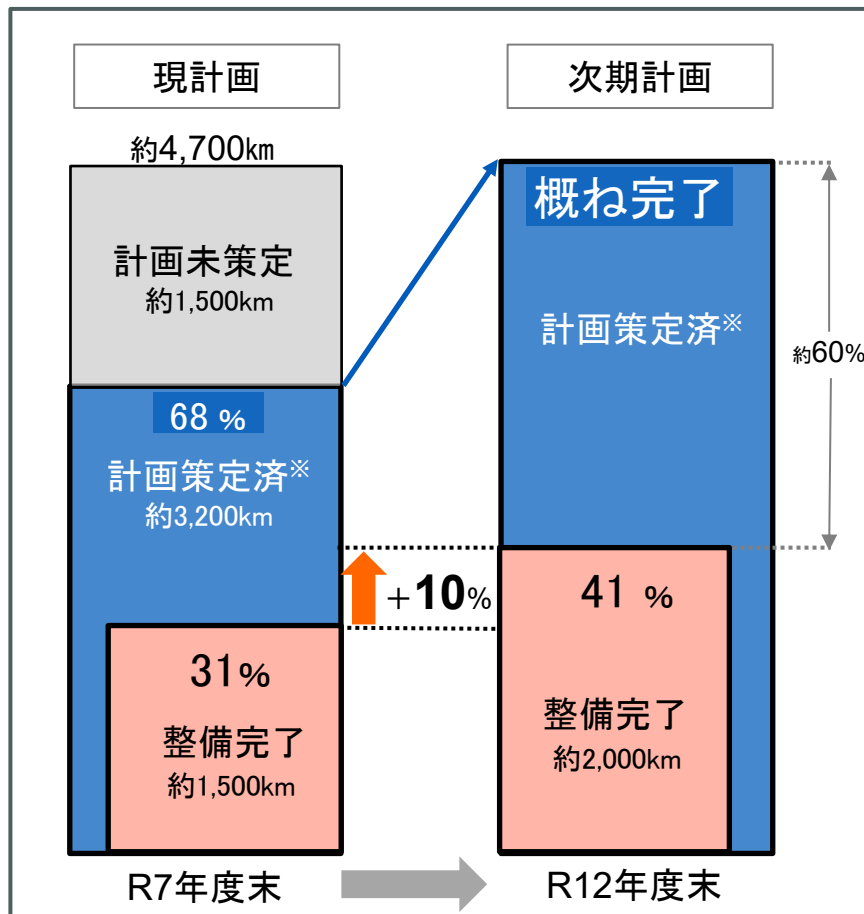 現計画
次期計画
約4,700㎞
概ね完了
計画未策定
約1,500km
計画策定済※
約60%
68 %
計画策定済※
約3,200km
+10%
41 %
31%
整備完了
約2,000km
整備完了
約1,500km
R7年度末
R12年度末